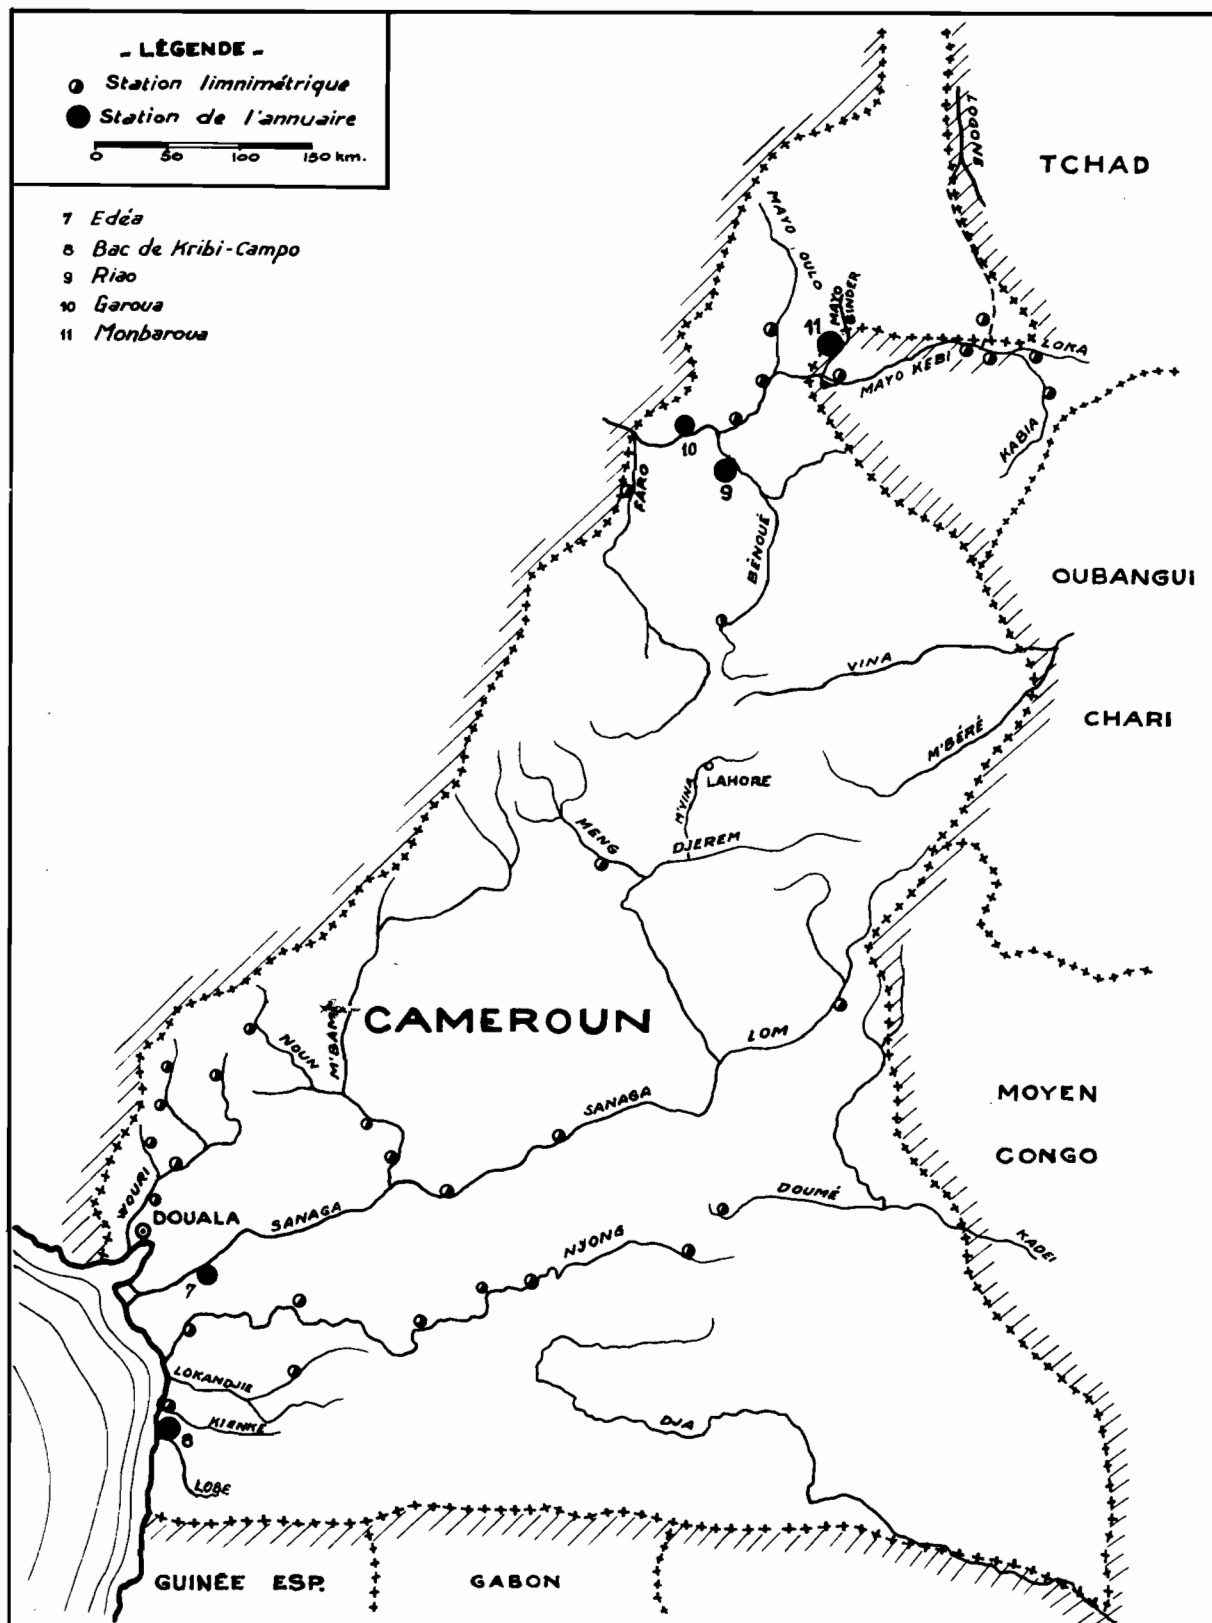 - LÉGENDE -
Station limnimétrique
Station de l'annuaire
0 50 100 150 km.
7 Edéa
8 Bac de Kribi-Campo
9 Riao
10 Garoua
11 Monbaroua
LOGONE
TCHAD
MAYO OULO
MAYO BINDER
11
LOKA
MAYO KEBI
KABIA
10
9
FARO
BÉNOUÉ
OUBANGUI
VINA
CHARI
M'BÉRÉ
LAHORE
M'VINA
MENG
DJEREM
CAMEROUN
M'BAM
NOUN
LOM
SANAGA
MOYEN
CONGO
WOURI
DOUALA
SANAGA
DOUMÉ
KADEI
NYONG
7
LOKANDJIE
KIENKÉ
8
DJA
LOBE
GUINÉE ESP.
GABON